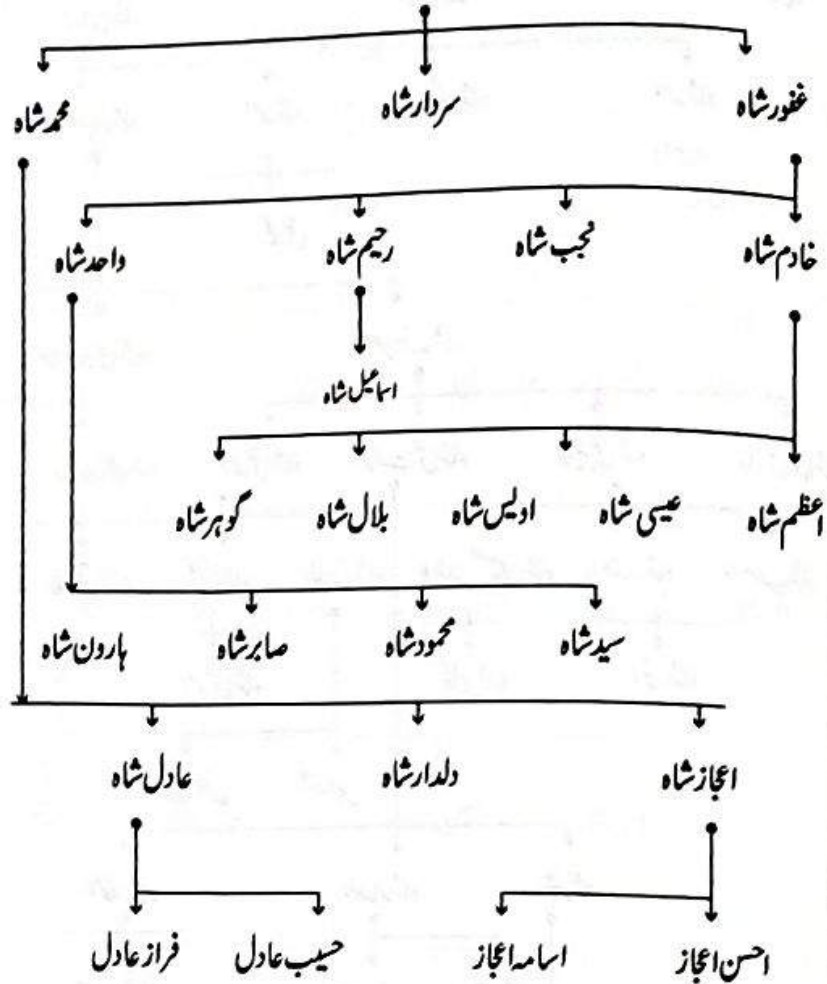 غفور شاہ سردار شاہ محمد شاہ
خادم شاہ نجب شاہ رحیم شاہ واحد شاہ
اسماعیل شاہ
اعظم شاہ عیسی شاہ اویس شاہ بلال شاہ گوہر شاہ
سید شاہ محمود شاہ صابر شاہ ہارون شاہ
اعجاز شاہ دلدار شاہ عادل شاہ
احسن اعجاز اسامہ اعجاز حسیب عادل فراز عادل